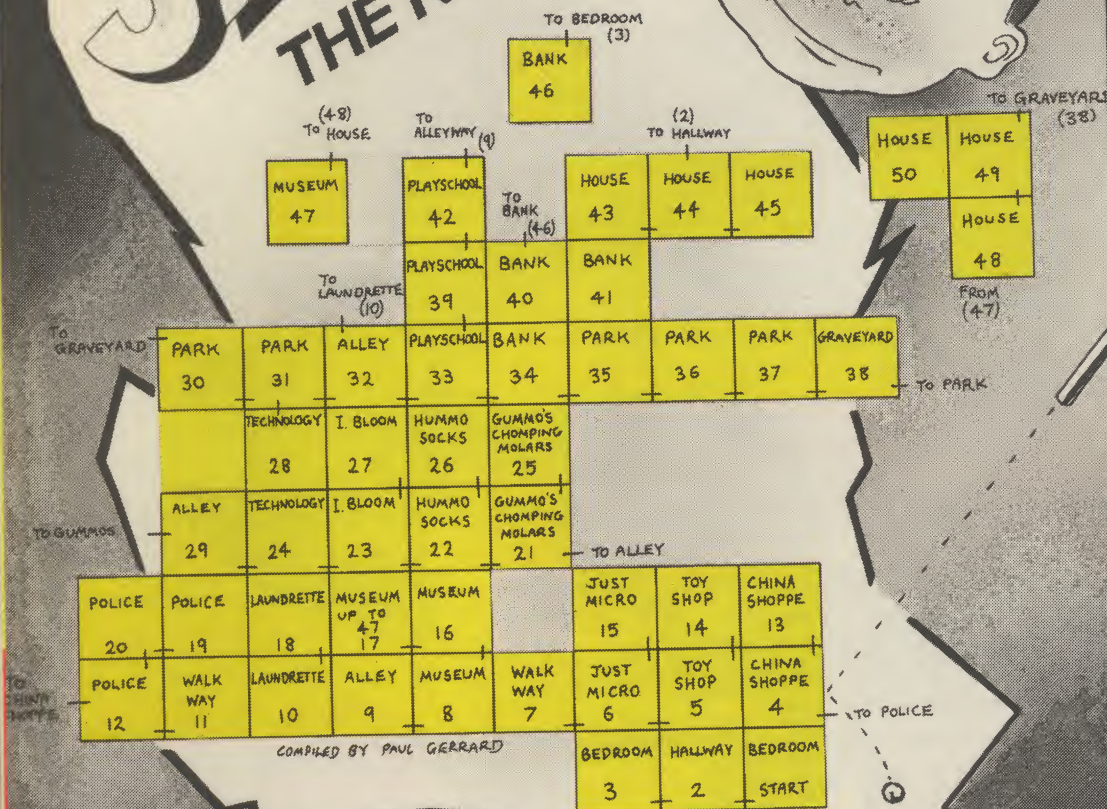 THE
TO BEDROOM
(3)
BANK
46
(48)
TO HOUSE
TO
ALLEYWAY
(9)
(2)
TO HALLWAY
TO GRAVEYARD
(38)
HOUSE
50
HOUSE
49
MUSEUM
47
PLAYSCHOOL
42
TO
BANK
(46)
HOUSE
43
HOUSE
44
HOUSE
45
HOUSE
48
FROM
(47)
TO
LAUNDRETTE
(10)
PLAYSCHOOL
39
BANK
40
BANK
41
TO
GRAVEYARD
PARK
30
PARK
31
ALLEY
32
PLAYSCHOOL
33
BANK
34
PARK
35
PARK
36
PARK
37
GRAVEYARD
38
TO PARK
TECHNOLOGY
28
I. BLOOM
27
HUMMO
SOCKS
26
GUMMO'S
CHOMPING
MOLARS
25
TO GUMMOS
ALLEY
29
TECHNOLOGY
24
I. BLOOM
23
HUMMO
SOCKS
22
GUMMO'S
CHOMPING
MOLARS
21
TO ALLEY
POLICE
20
POLICE
19
LAUNDRETTE
18
MUSEUM
UP TO
47
17
MUSEUM
16
JUST
MICRO
15
TOY
SHOP
14
CHINA
SHOPPE
13
TO
CHINA
SHOPPE
POLICE
12
WALK
WAY
11
LAUNDRETTE
10
ALLEY
9
MUSEUM
8
WALK
WAY
7
JUST
MICRO
6
TOY
SHOP
5
CHINA
SHOPPE
4
TO POLICE
COMPILED BY PAUL GERRARD
BEDROOM
3
HALLWAY
2
BEDROOM
START